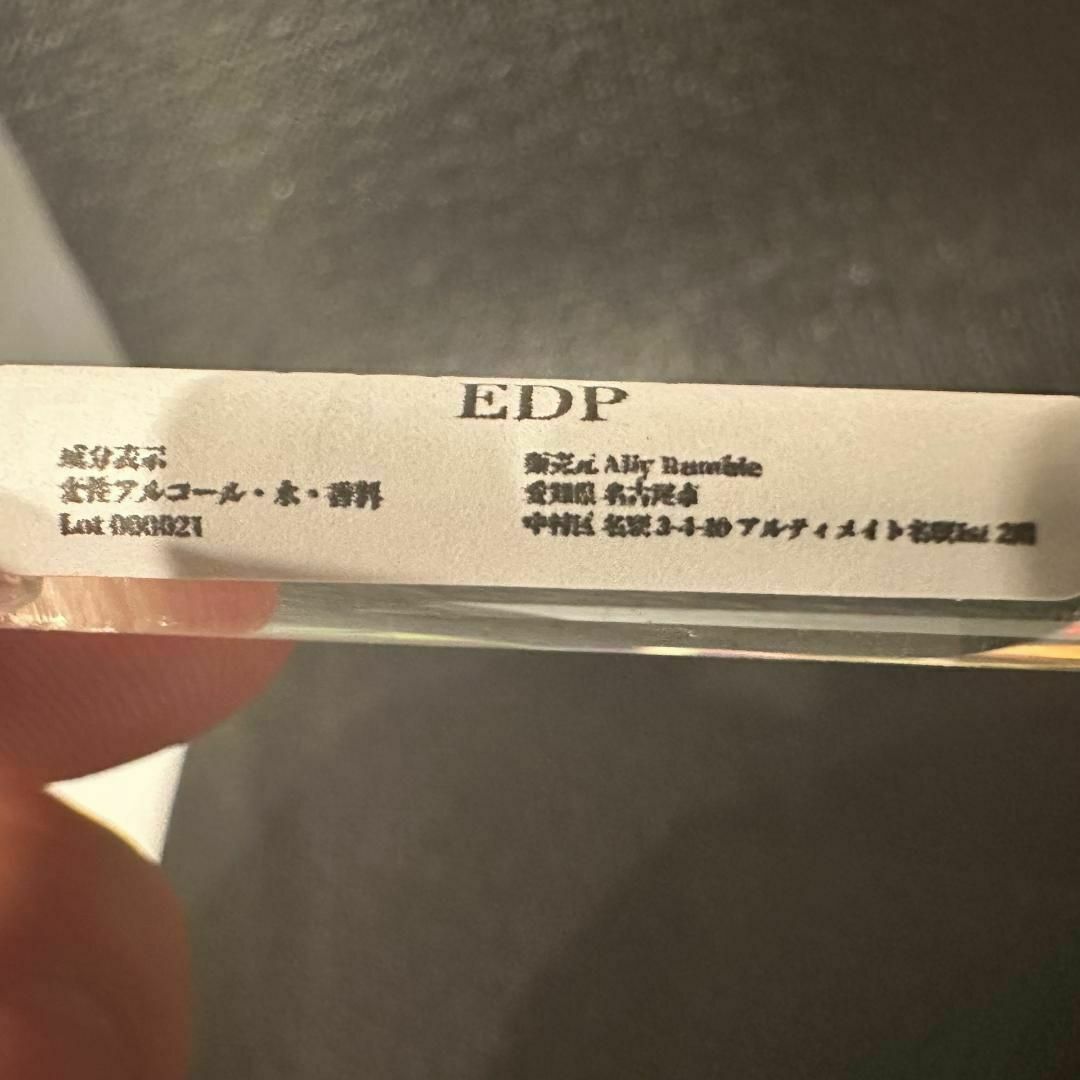 EDP
成分表示
変性アルコール・水・香料
Lot 000021
販売元 Ally Rumble
愛知県 名古屋市
中村区 名駅 3-4-10 アルティメイト名駅1st 2階